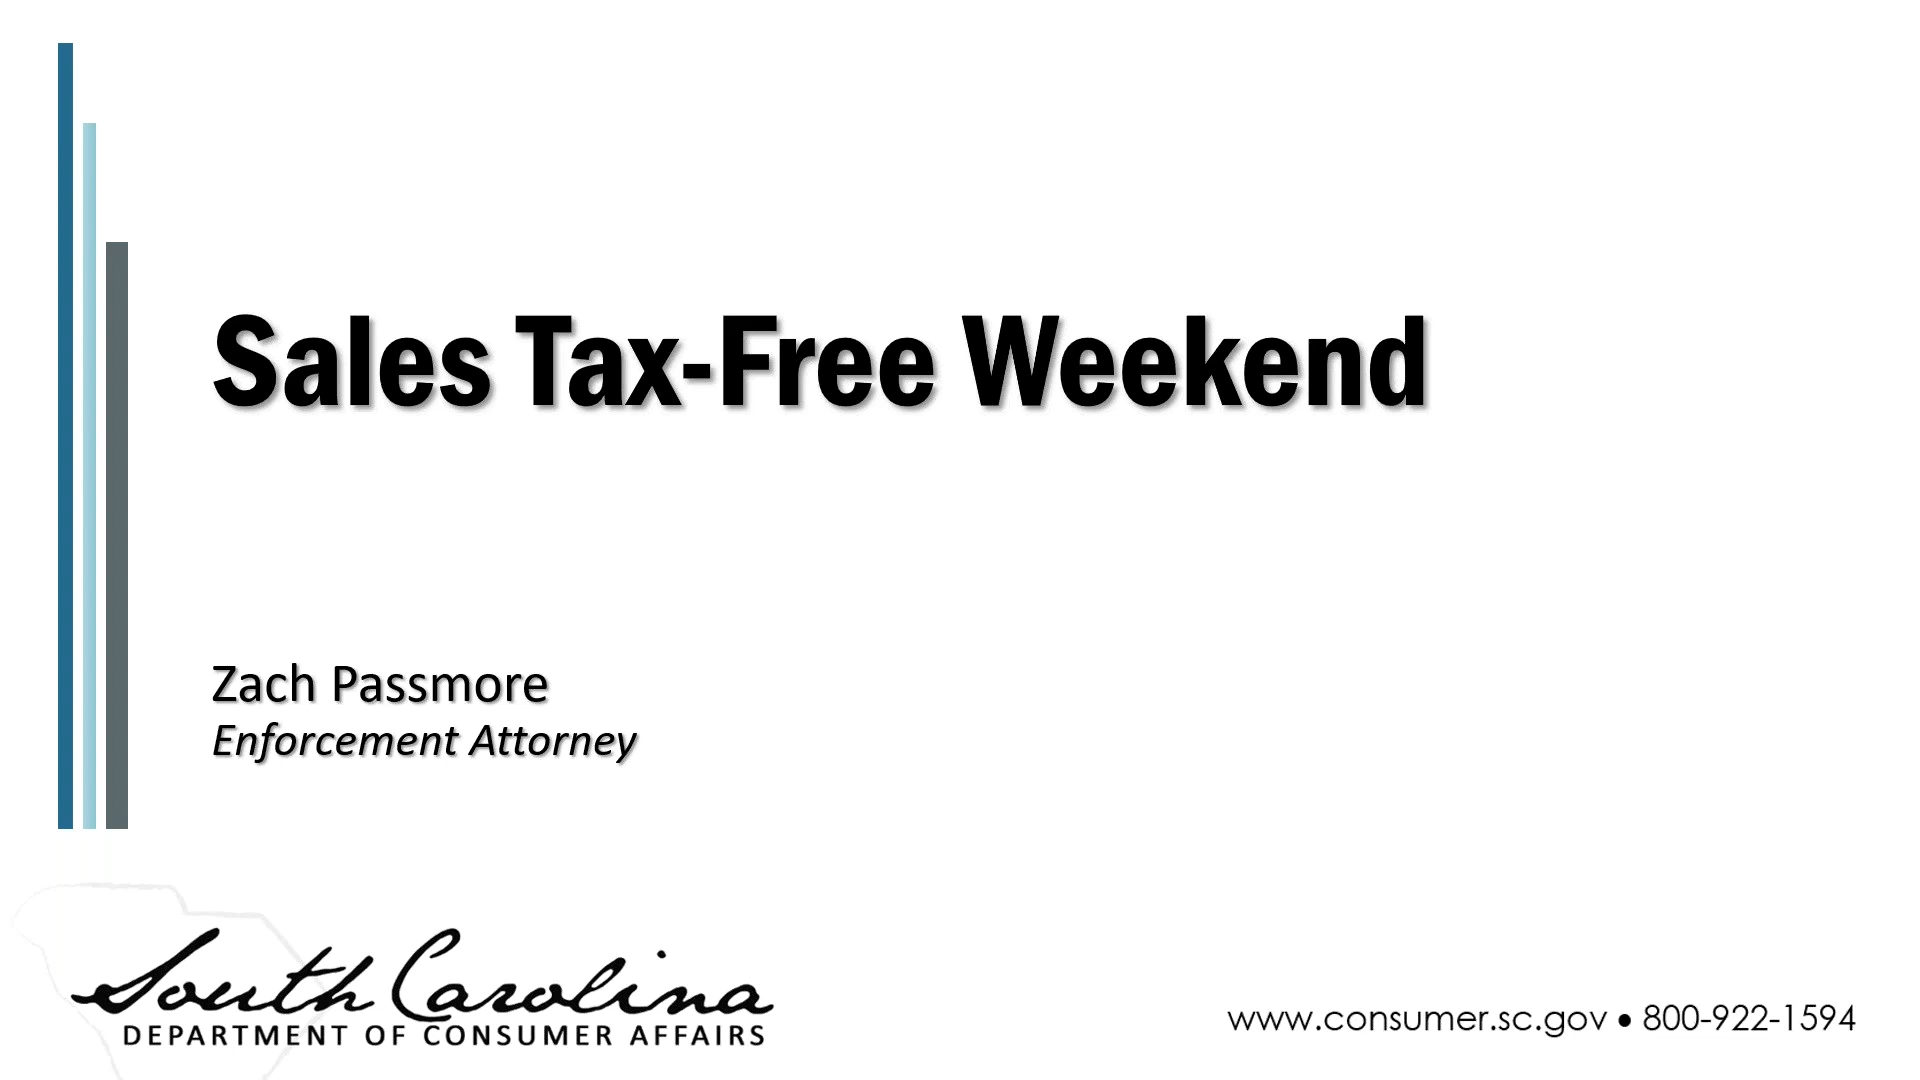 Sales Tax-Free Weekend
Zach Passmore
Enforcement Attorney
South Carolina
DEPARTMENT OF CONSUMER AFFAIRS
www.consumer.sc.gov • 800-922-1594